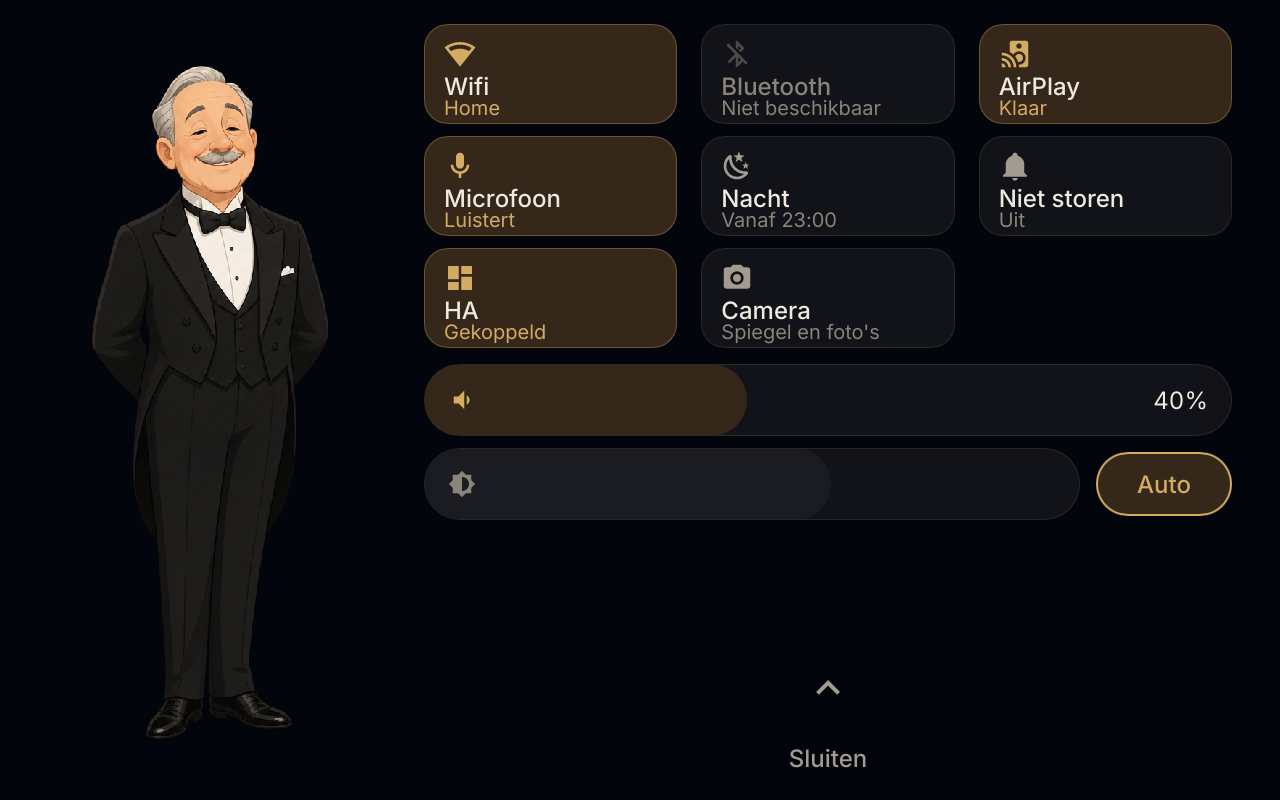 Wifi
Home
Bluetooth
Niet beschikbaar
AirPlay
Klaar
Microfoon
Luistert
Nacht
Vanaf 23:00
Niet storen
Uit
HA
Gekoppeld
Camera
Spiegel en foto's
40%
Auto
Sluiten